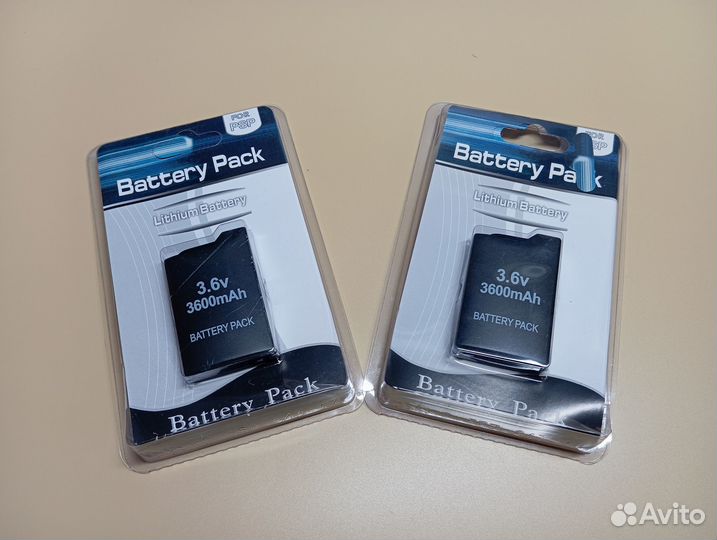 FOR
PSP
Battery Pack
Lithium Battery
3.6v
3600mAh
BATTERY PACK
Battery Pack
FOR
PSP
Battery Pack
Lithium Battery
3.6v
3600mAh
BATTERY PACK
Battery Pack
Avito